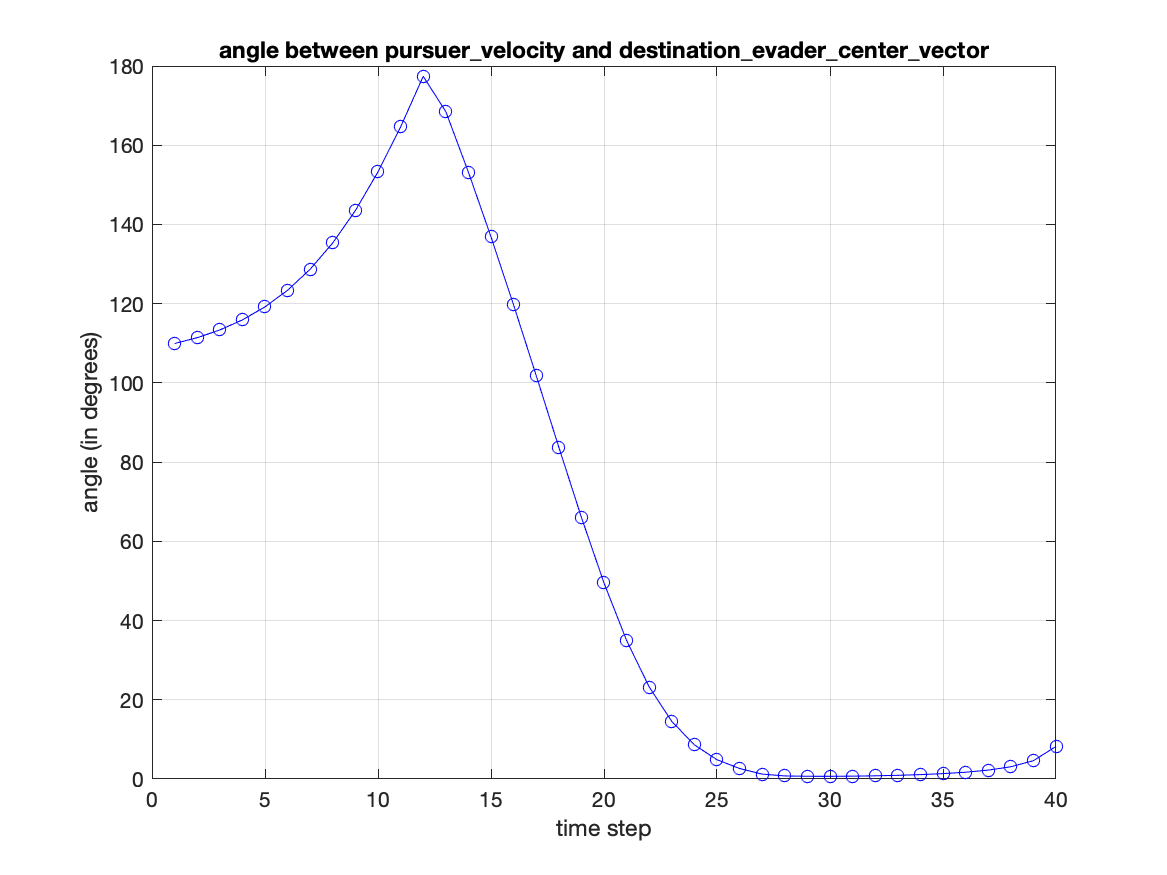 angle between pursuer_velocity and destination_evader_center_vector
180
160
140
120
100
80
60
40
20
0
angle (in degrees)
0 5 10 15 20 25 30 35 40
time step